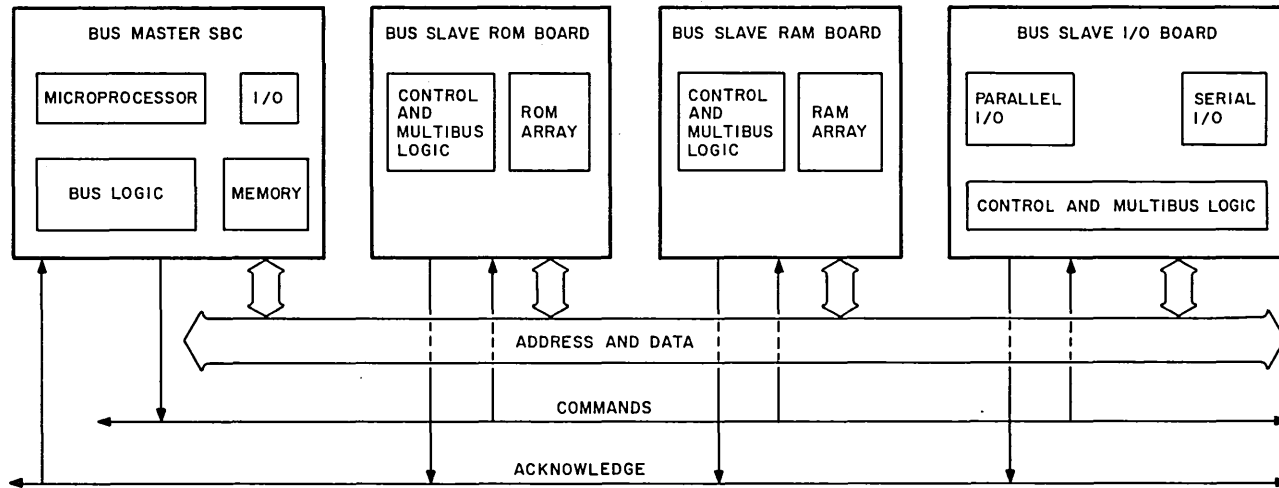 BUS MASTER SBC
MICROPROCESSOR
I/O
BUS LOGIC
MEMORY
BUS SLAVE ROM BOARD
CONTROL
AND
MULTIBUS
LOGIC
ROM
ARRAY
BUS SLAVE RAM BOARD
CONTROL
AND
MULTIBUS
LOGIC
RAM
ARRAY
BUS SLAVE I/O BOARD
PARALLEL
I/O
SERIAL
I/O
CONTROL AND MULTIBUS LOGIC
ADDRESS AND DATA
COMMANDS
ACKNOWLEDGE